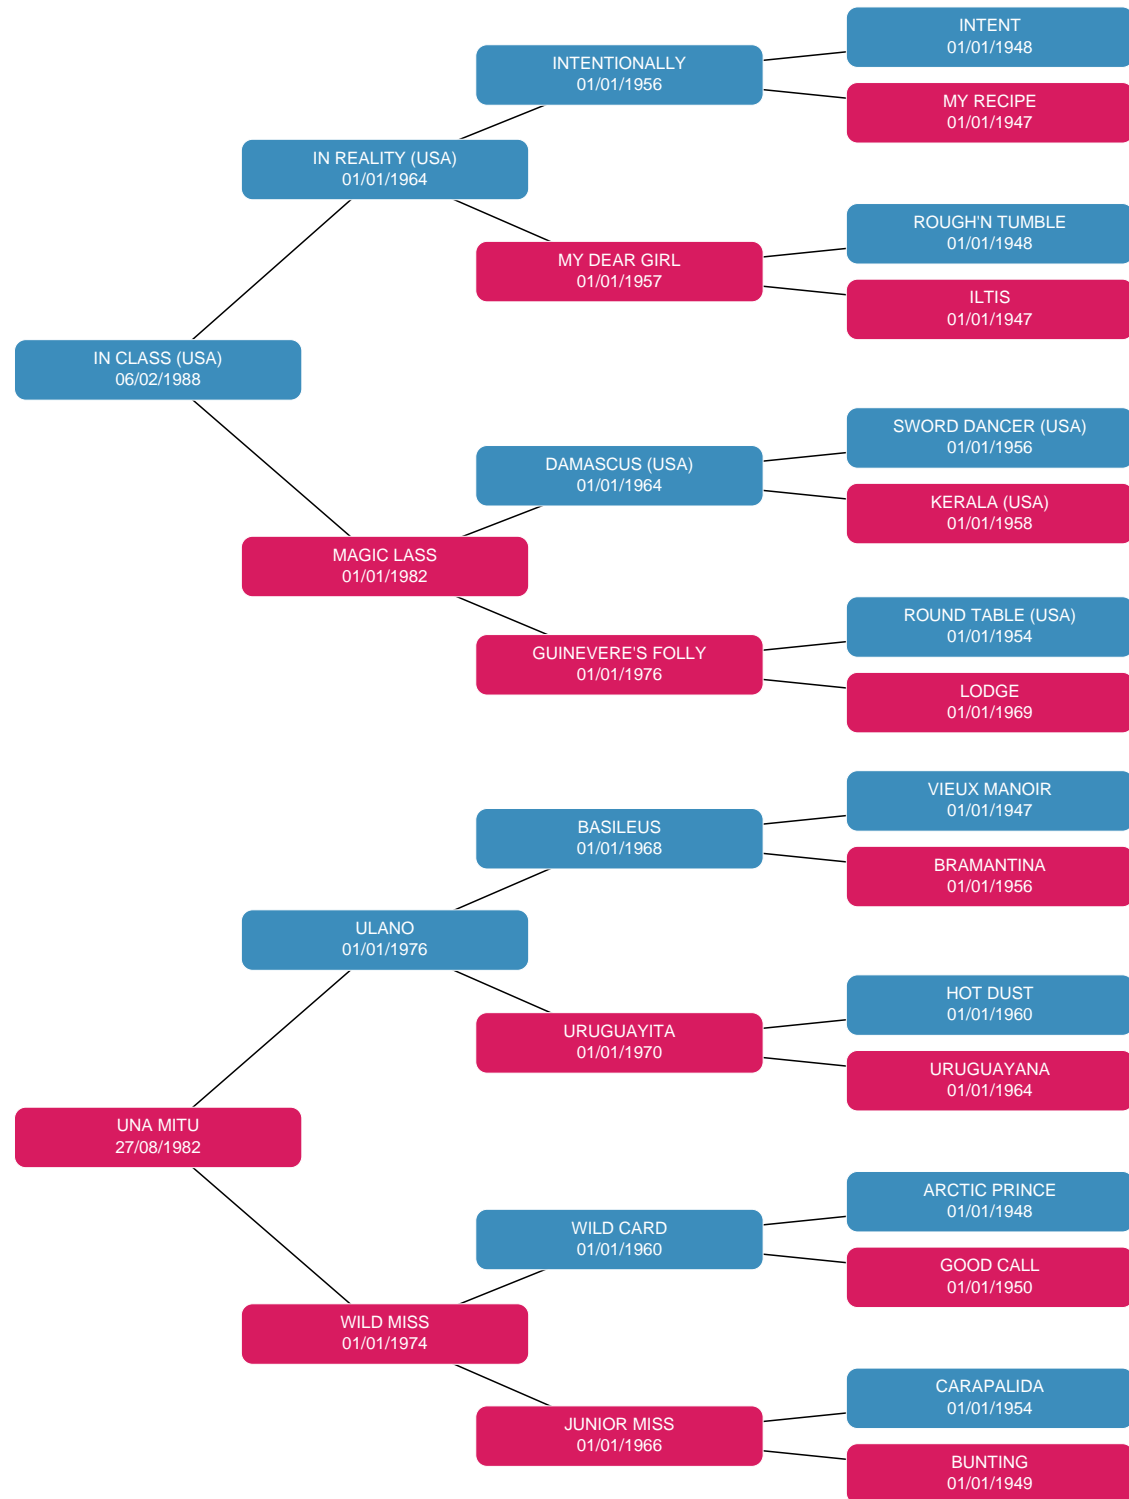 INTENT
01/01/1948
INTENTIONALLY
01/01/1956
MY RECIPE
01/01/1947
IN REALITY (USA)
01/01/1964
ROUGH'N TUMBLE
01/01/1948
MY DEAR GIRL
01/01/1957
ILTIS
01/01/1947
IN CLASS (USA)
06/02/1988
SWORD DANCER (USA)
01/01/1956
DAMASCUS (USA)
01/01/1964
KERALA (USA)
01/01/1958
MAGIC LASS
01/01/1982
ROUND TABLE (USA)
01/01/1954
GUINEVERE'S FOLLY
01/01/1976
LODGE
01/01/1969
VIEUX MANOIR
01/01/1947
BASILEUS
01/01/1968
BRAMANTINA
01/01/1956
ULANO
01/01/1976
HOT DUST
01/01/1960
URUGUAYITA
01/01/1970
URUGUAYANA
01/01/1964
UNA MITU
27/08/1982
ARCTIC PRINCE
01/01/1948
WILD CARD
01/01/1960
GOOD CALL
01/01/1950
WILD MISS
01/01/1974
CARAPALIDA
01/01/1954
JUNIOR MISS
01/01/1966
BUNTING
01/01/1949